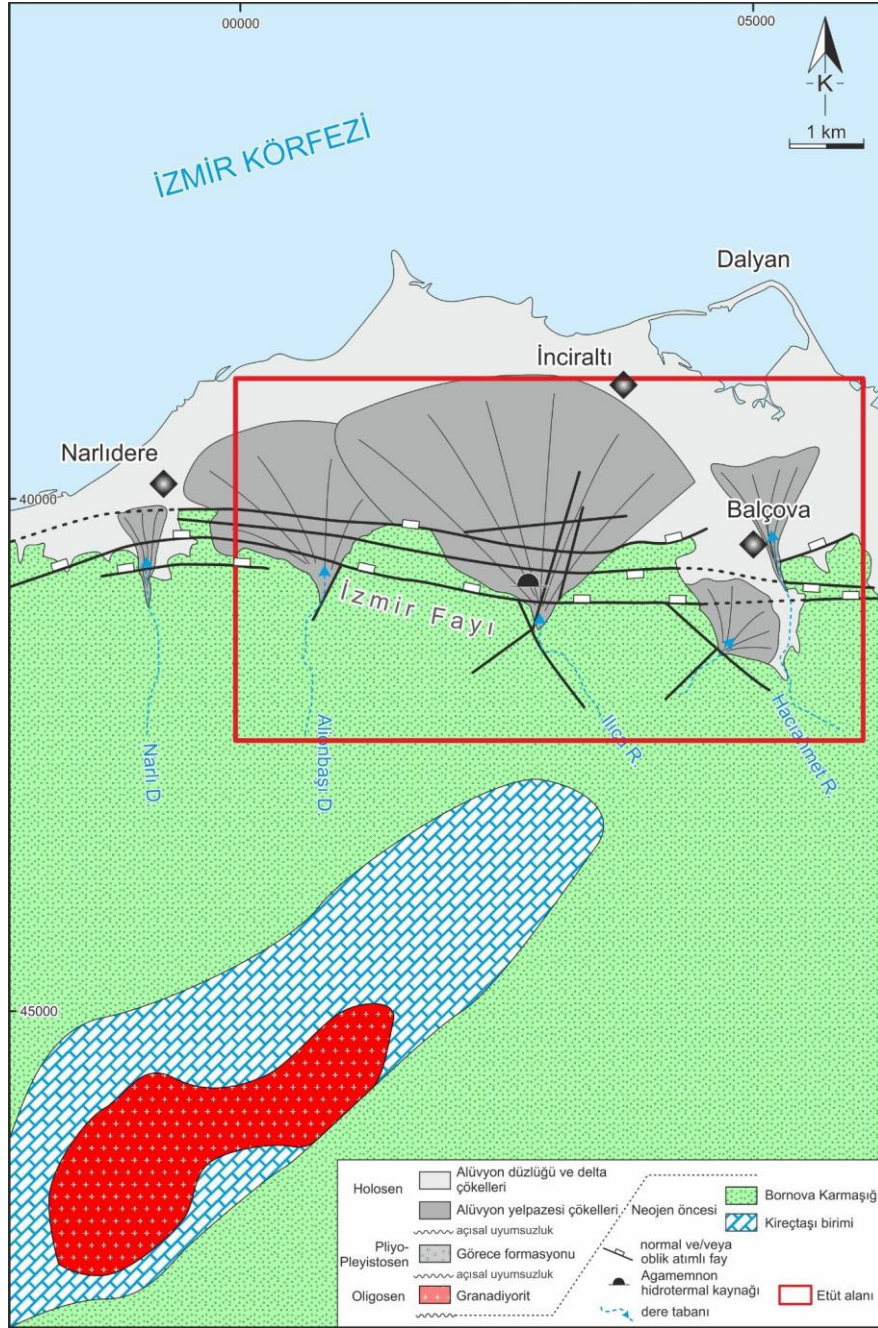 00000
05000
K
1 km
İZMİR KÖRFEZİ
Dalyan
İnciraltı
Narlıdere
40000
Balçova
İzmir Fayı
Narlı D.
Alionbaşı D.
Ilıca R.
Hacıahmet R.
45000
Holosen
Alüvyon düzlüğü ve delta
çökelleri
Alüvyon yelpazesi çökelleri
açısal uyumsuzluk
Pliyo-
Pleyistosen
Görece formasyonu
açısal uyumsuzluk
Oligosen
Granadiyorit
Neojen öncesi
Bornova Karmaşığı
Kireçtaşı birimi
normal ve/veya
oblik atımlı fay
Agamemnon
hidrotermal kaynağı
dere tabanı
Etüt alanı